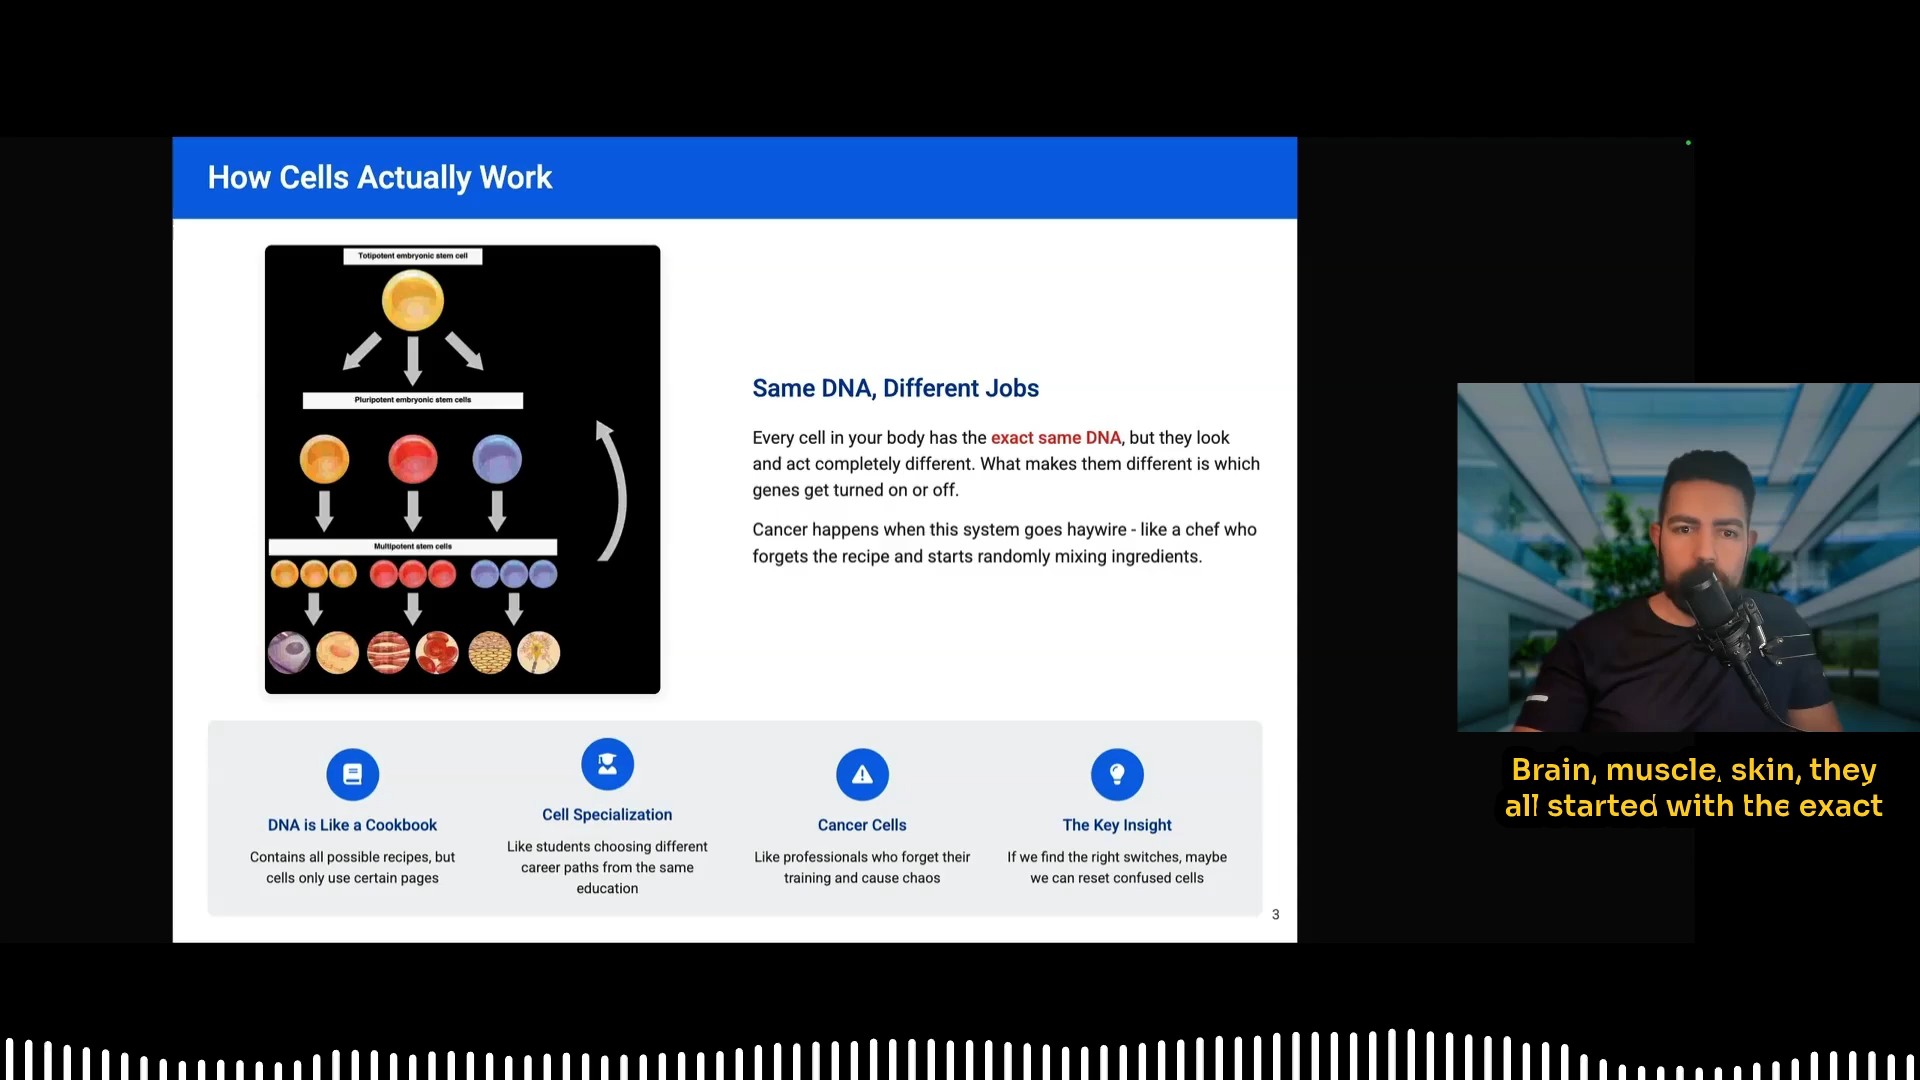 How Cells Actually Work
Totipotent embryonic stem cell
Pluripotent embryonic stem cells
Multipotent stem cells
Same DNA, Different Jobs
Every cell in your body has the exact same DNA, but they look
and act completely different. What makes them different is which
genes get turned on or off.
Cancer happens when this system goes haywire - like a chef who
forgets the recipe and starts randomly mixing ingredients.
DNA is Like a Cookbook
Contains all possible recipes, but
cells only use certain pages
Cell Specialization
Like students choosing different
career paths from the same
education
Cancer Cells
Like professionals who forget their
training and cause chaos
The Key Insight
If we find the right switches, maybe
we can reset confused cells
3
Brain, muscle, skin, they
all started with the exact